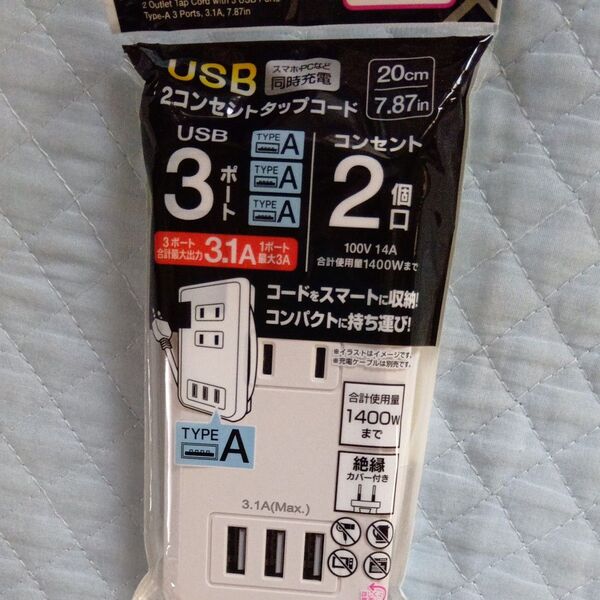 2 Outlet Tap Cord with 3 USB Ports
Type-A 3 Ports, 3.1A, 7.87in
USB
スマホ・PCなど
同時充電
20cm
7.87in
2コンセントタップコード
USB
3ポート
TYPE A
TYPE A
TYPE A
コンセント
2個口
100V 14A
合計使用量1400Wまで
3ポート
合計最大出力
3.1A
1ポート
最大3A
コードをスマートに収納!
コンパクトに持ち運び!
※イラストはイメージです。
※充電ケーブルは別売です。
TYPE A
合計使用量
1400W
まで
絶縁
カバー付き
3.1A(Max.)